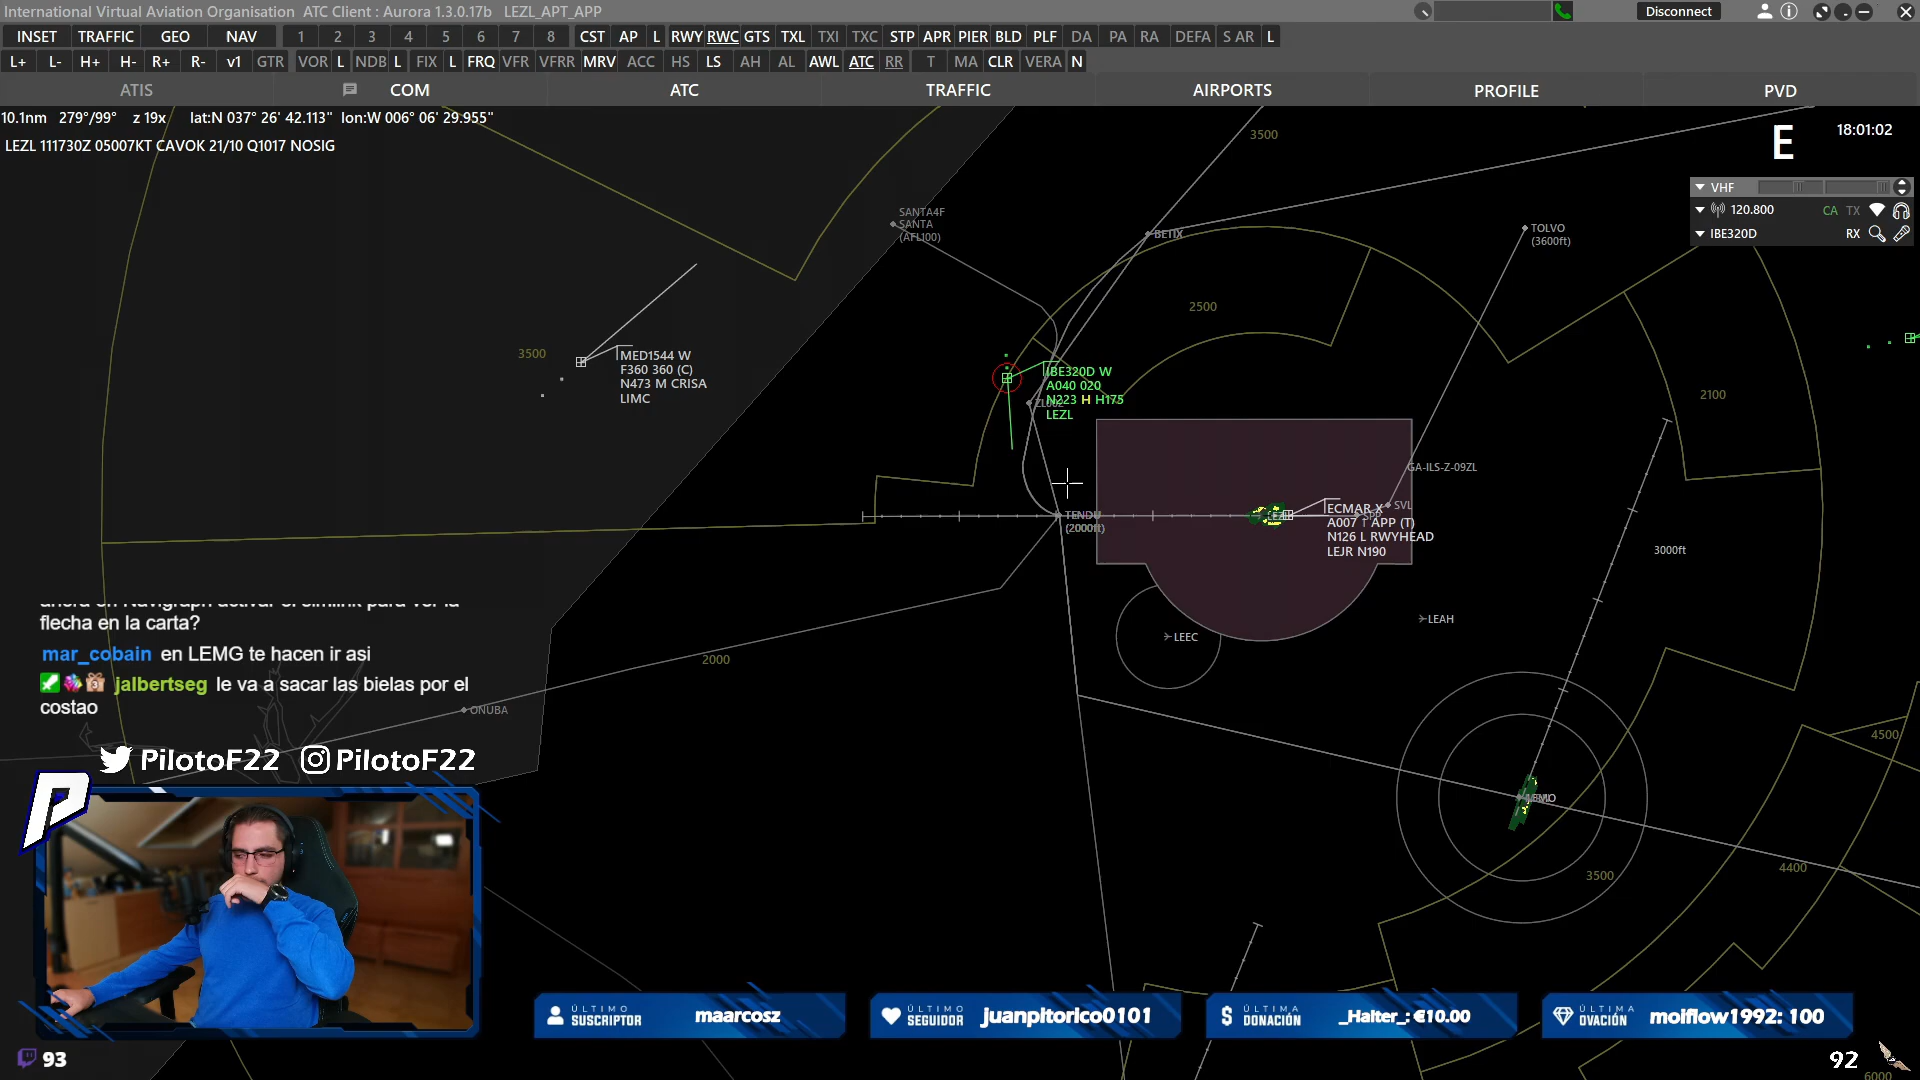 International Virtual Aviation Organisation   ATC Client : Aurora 1.3.0.17b   LEZL_APT_APP
Disconnect
INSET TRAFFIC GEO NAV 1 2 3 4 5 6 7 8 CST AP L RWY RWC GTS TXL TXI TXC STP APR PIER BLD PLF DA PA RA DEFA S AR L
L+ L- H+ H- R+ R- v1 GTR VOR L NDB L FIX L FRQ VFR VFRR MRV ACC HS LS AH AL AWL ATC RR T MA CLR VERA N
ATIS COM ATC TRAFFIC AIRPORTS PROFILE PVD
10.1nm 279°/99° z 19x lat:N 037° 26' 42.113" lon:W 006° 06' 29.955"
LEZL 111730Z 05007KT CAVOK 21/10 Q1017 NOSIG
E
18:01:02
VHF
120.800 CA TX
IBE320D RX
3500
SANTA4F
SANTA
(AFL100)
BETIX
TOLVO
(3600ft)
2500
3500
MED1544 W
F360 360 (C)
N473 M CRISA
LIMC
IBE320D W
A040 020
N223 H H175
LEZL
2100
GA-ILS-Z-09ZL
SVL
TENDU
(2000ft)
ECMAR X
A007 APP (T)
N126 L RWYHEAD
LEJR N190
3000ft
LEAH
LEEC
2000
ONUBA
4500
LEMO
3500
4400
6000
flecha en la carta?
mar_cobain en LEMG te hacen ir asi
jalbertseg le va a sacar las bielas por el
costao
PilotoF22 PilotoF22
P
ÚLTIMO
SUSCRIPTOR
maarcosz
ÚLTIMO
SEGUIDOR
juanpitorico0101
ÚLTIMA
DONACIÓN
_Halter_: €10.00
ÚLTIMA
OVACIÓN
moiflow1992: 100
93
92